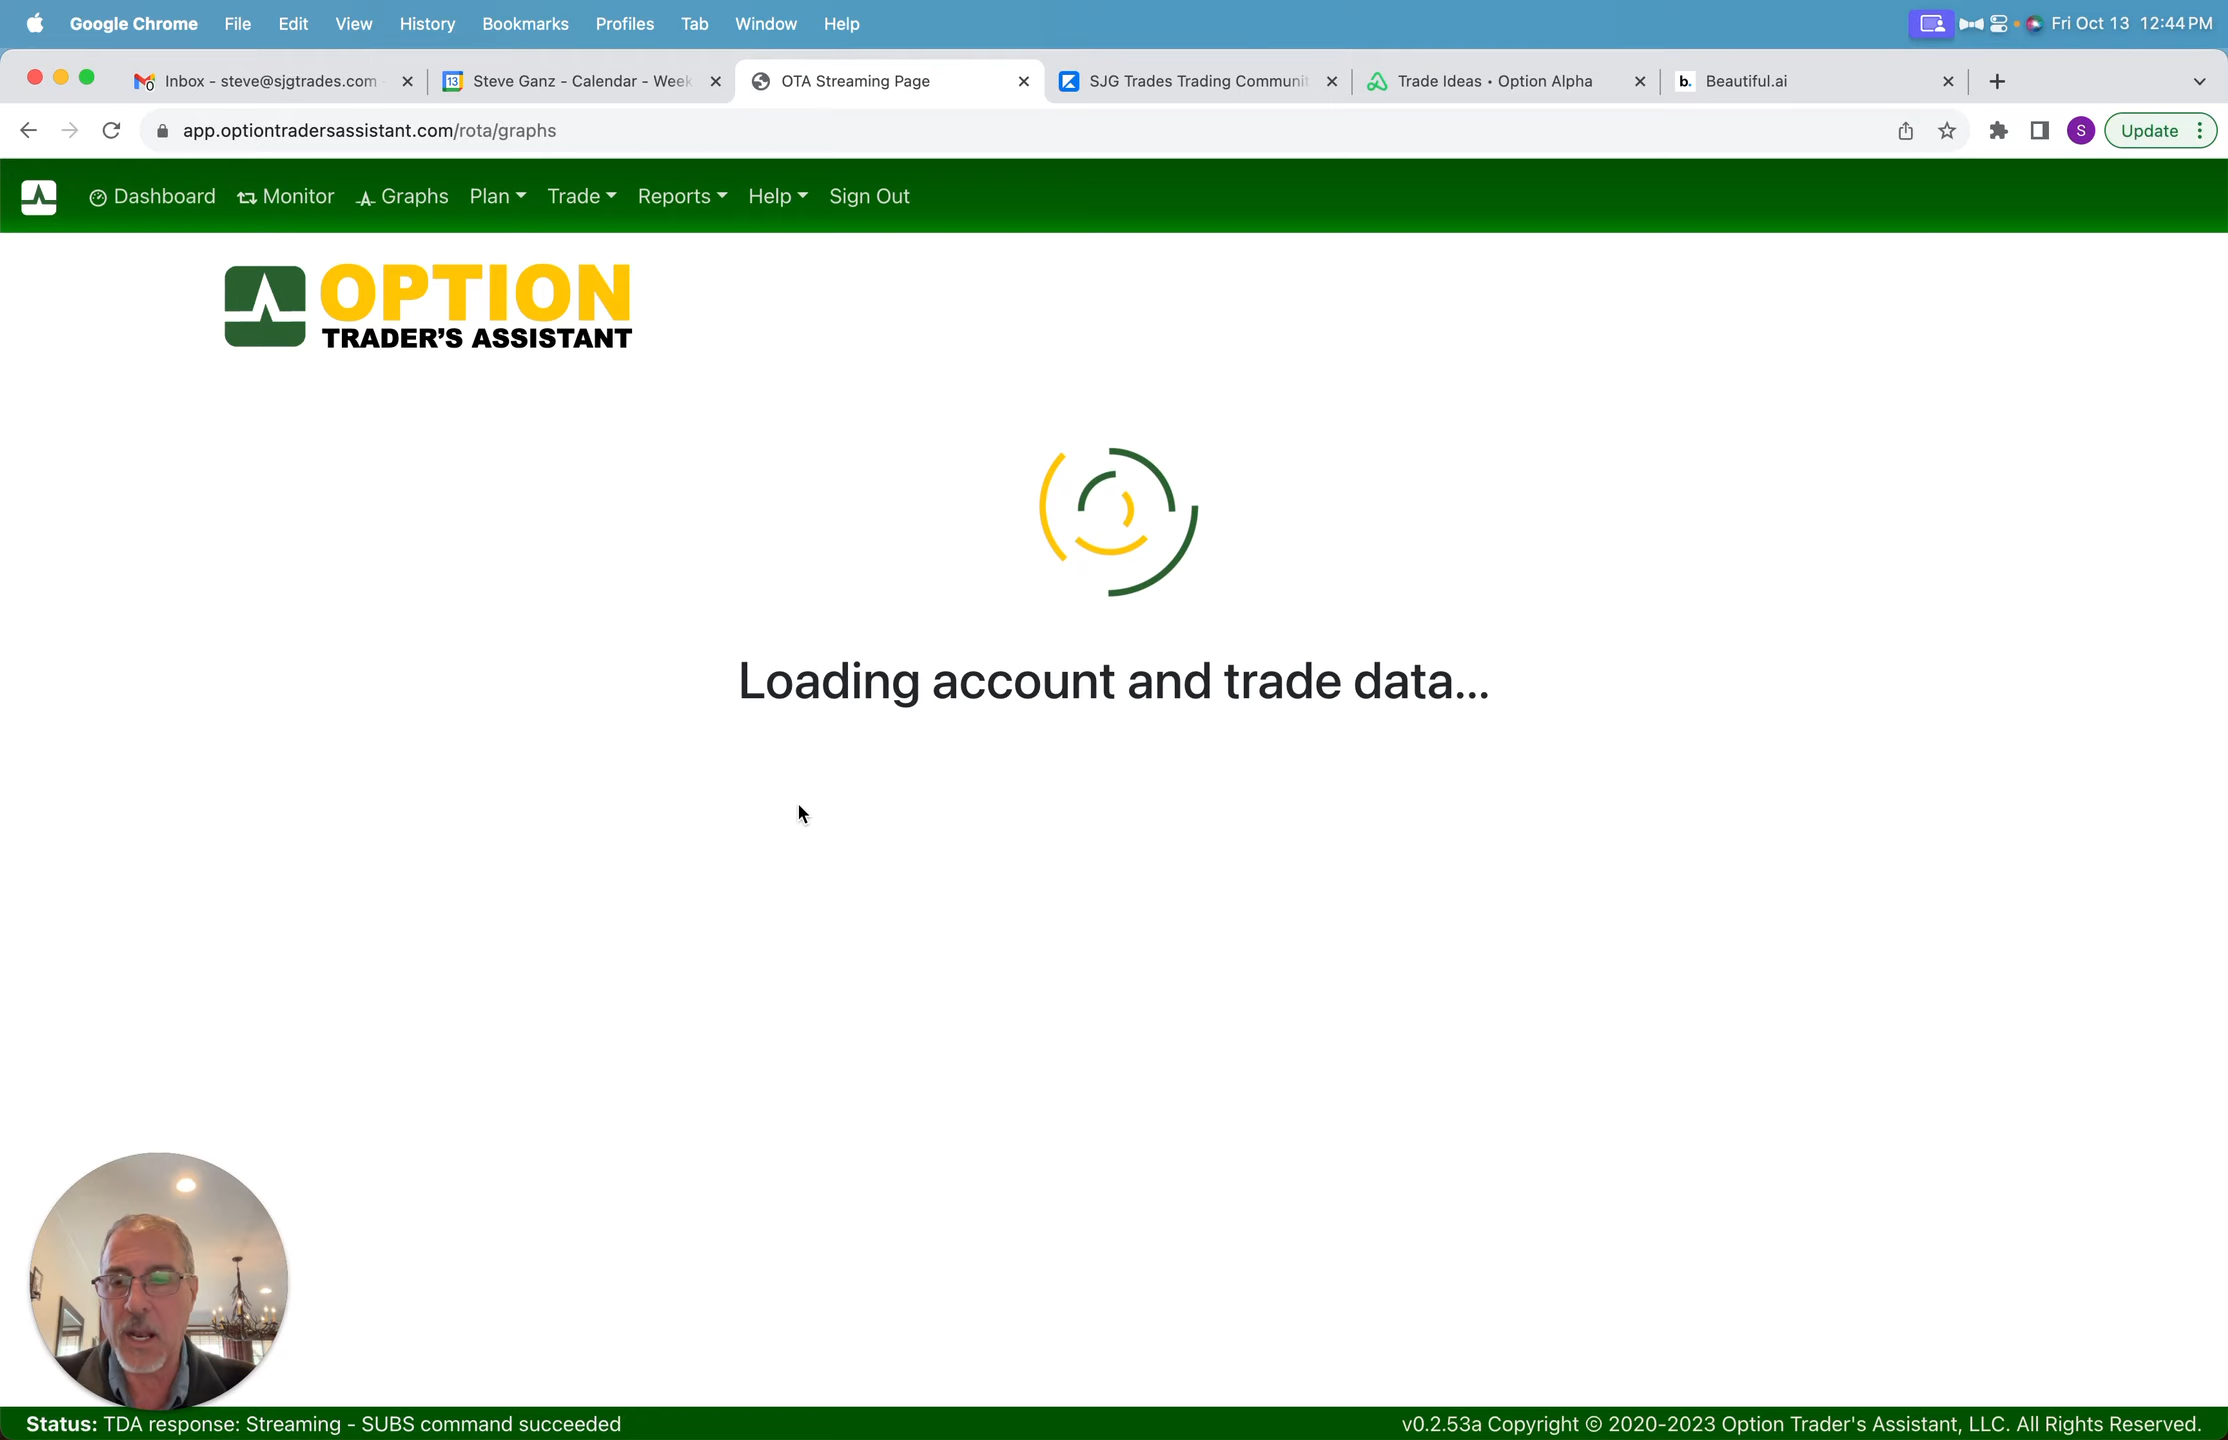 Google Chrome File Edit View History Bookmarks Profiles Tab Window Help Fri Oct 13 12:44 PM
0 Inbox - steve@sjgtrades.com - 13 Steve Ganz - Calendar - Week OTA Streaming Page SJG Trades Trading Communit Trade Ideas • Option Alpha b. Beautiful.ai
app.optiontradersassistant.com/rota/graphs S Update
Dashboard Monitor Graphs Plan Trade Reports Help Sign Out
OPTION
TRADER'S ASSISTANT
Loading account and trade data...
Status: TDA response: Streaming - SUBS command succeeded v0.2.53a Copyright © 2020-2023 Option Trader's Assistant, LLC. All Rights Reserved.